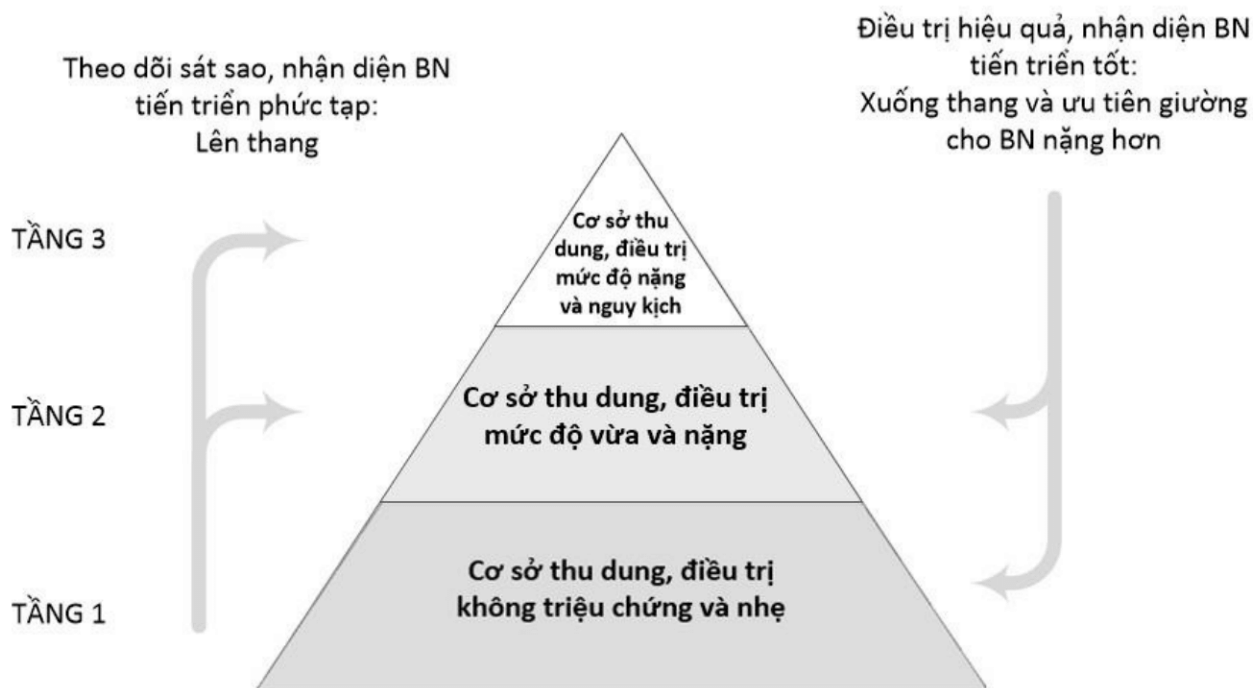 Theo dõi sát sao, nhận diện BN
tiến triển phức tạp:
Lên thang
Điều trị hiệu quả, nhận diện BN
tiến triển tốt:
Xuống thang và ưu tiên giường
cho BN nặng hơn
TẦNG 3
Cơ sở thu
dung, điều trị
mức độ nặng
và nguy kịch
TẦNG 2
Cơ sở thu dung, điều trị
mức độ vừa và nặng
TẦNG 1
Cơ sở thu dung, điều trị
không triệu chứng và nhẹ